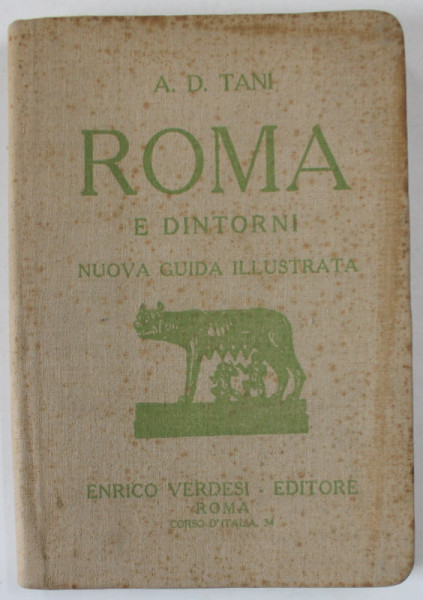 A. D. TANI
ROMA
E DINTORNI
NUOVA GUIDA ILLUSTRATA
ENRICO VERDESI - EDITORE
ROMA
CORSO D'ITALIA, 34